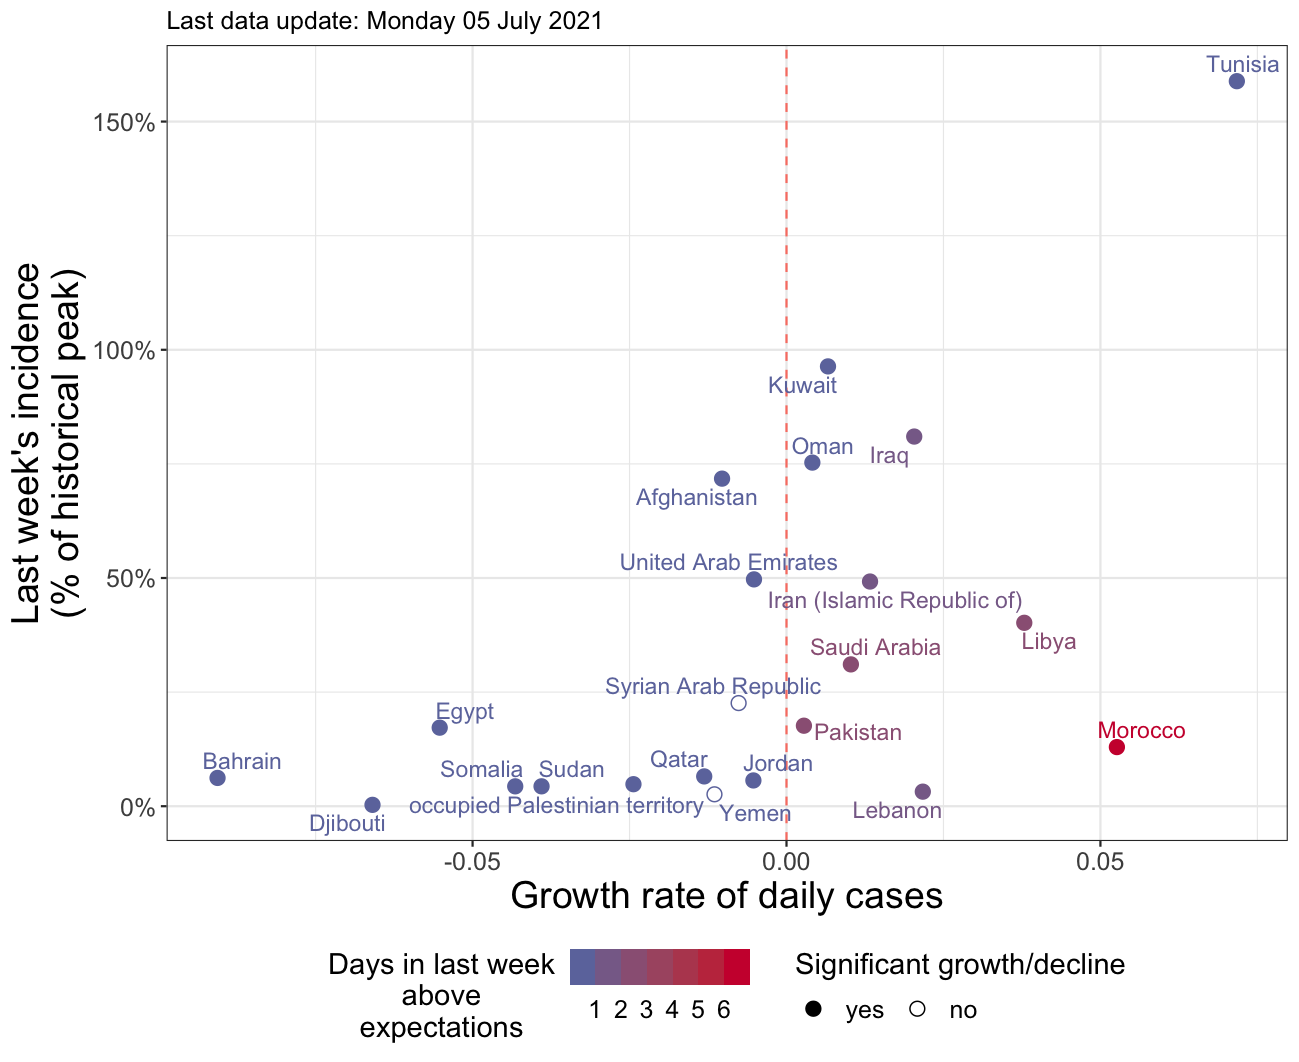 Last data update: Monday 05 July 2021
Tunisia
150%
100%
Kuwait
Oman
Iraq
Afghanistan
United Arab Emirates
50%
Iran (Islamic Republic of)
Libya
Saudi Arabia
Syrian Arab Republic
Egypt
Pakistan
Morocco
Bahrain
Somalia
Sudan
Qatar
Jordan
0%
occupied Palestinian territory
Yemen
Lebanon
Djibouti
Last week's incidence
(% of historical peak)
-0.05
0.00
0.05
Growth rate of daily cases
Days in last week
above
expectations
1 2 3 4 5 6
Significant growth/decline
yes
no